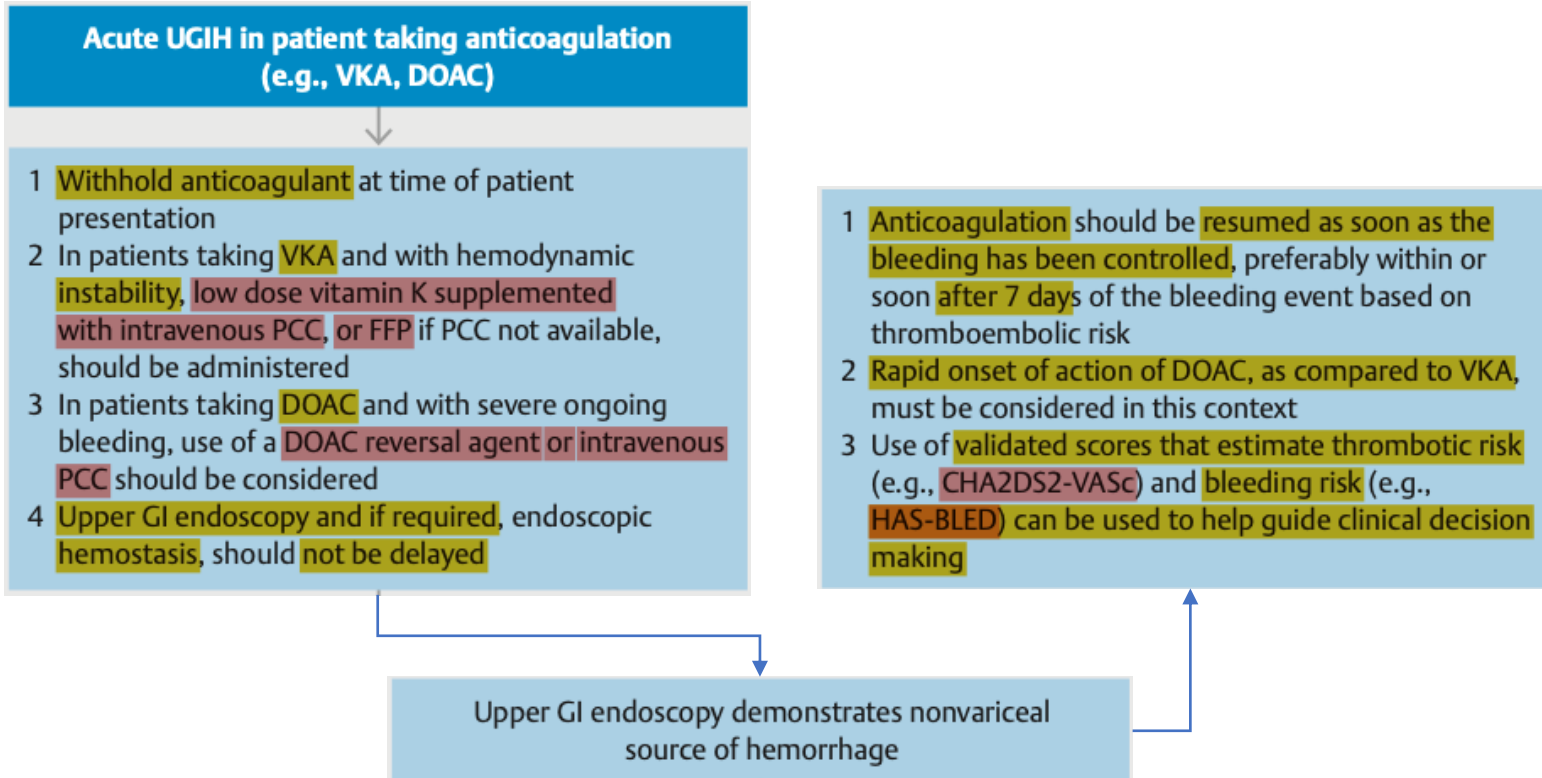 Acute UGIH in patient taking anticoagulation
(e.g., VKA, DOAC)
1 Withhold anticoagulant at time of patient
presentation
2 In patients taking VKA and with hemodynamic
instability, low dose vitamin K supplemented
with intravenous PCC, or FFP if PCC not available,
should be administered
3 In patients taking DOAC and with severe ongoing
bleeding, use of a DOAC reversal agent or intravenous
PCC should be considered
4 Upper GI endoscopy and if required, endoscopic
hemostasis, should not be delayed
Upper GI endoscopy demonstrates nonvariceal
source of hemorrhage
1 Anticoagulation should be resumed as soon as the
bleeding has been controlled, preferably within or
soon after 7 days of the bleeding event based on
thromboembolic risk
2 Rapid onset of action of DOAC, as compared to VKA,
must be considered in this context
3 Use of validated scores that estimate thrombotic risk
(e.g., CHA2DS2-VASc) and bleeding risk (e.g.,
HAS-BLED) can be used to help guide clinical decision
making